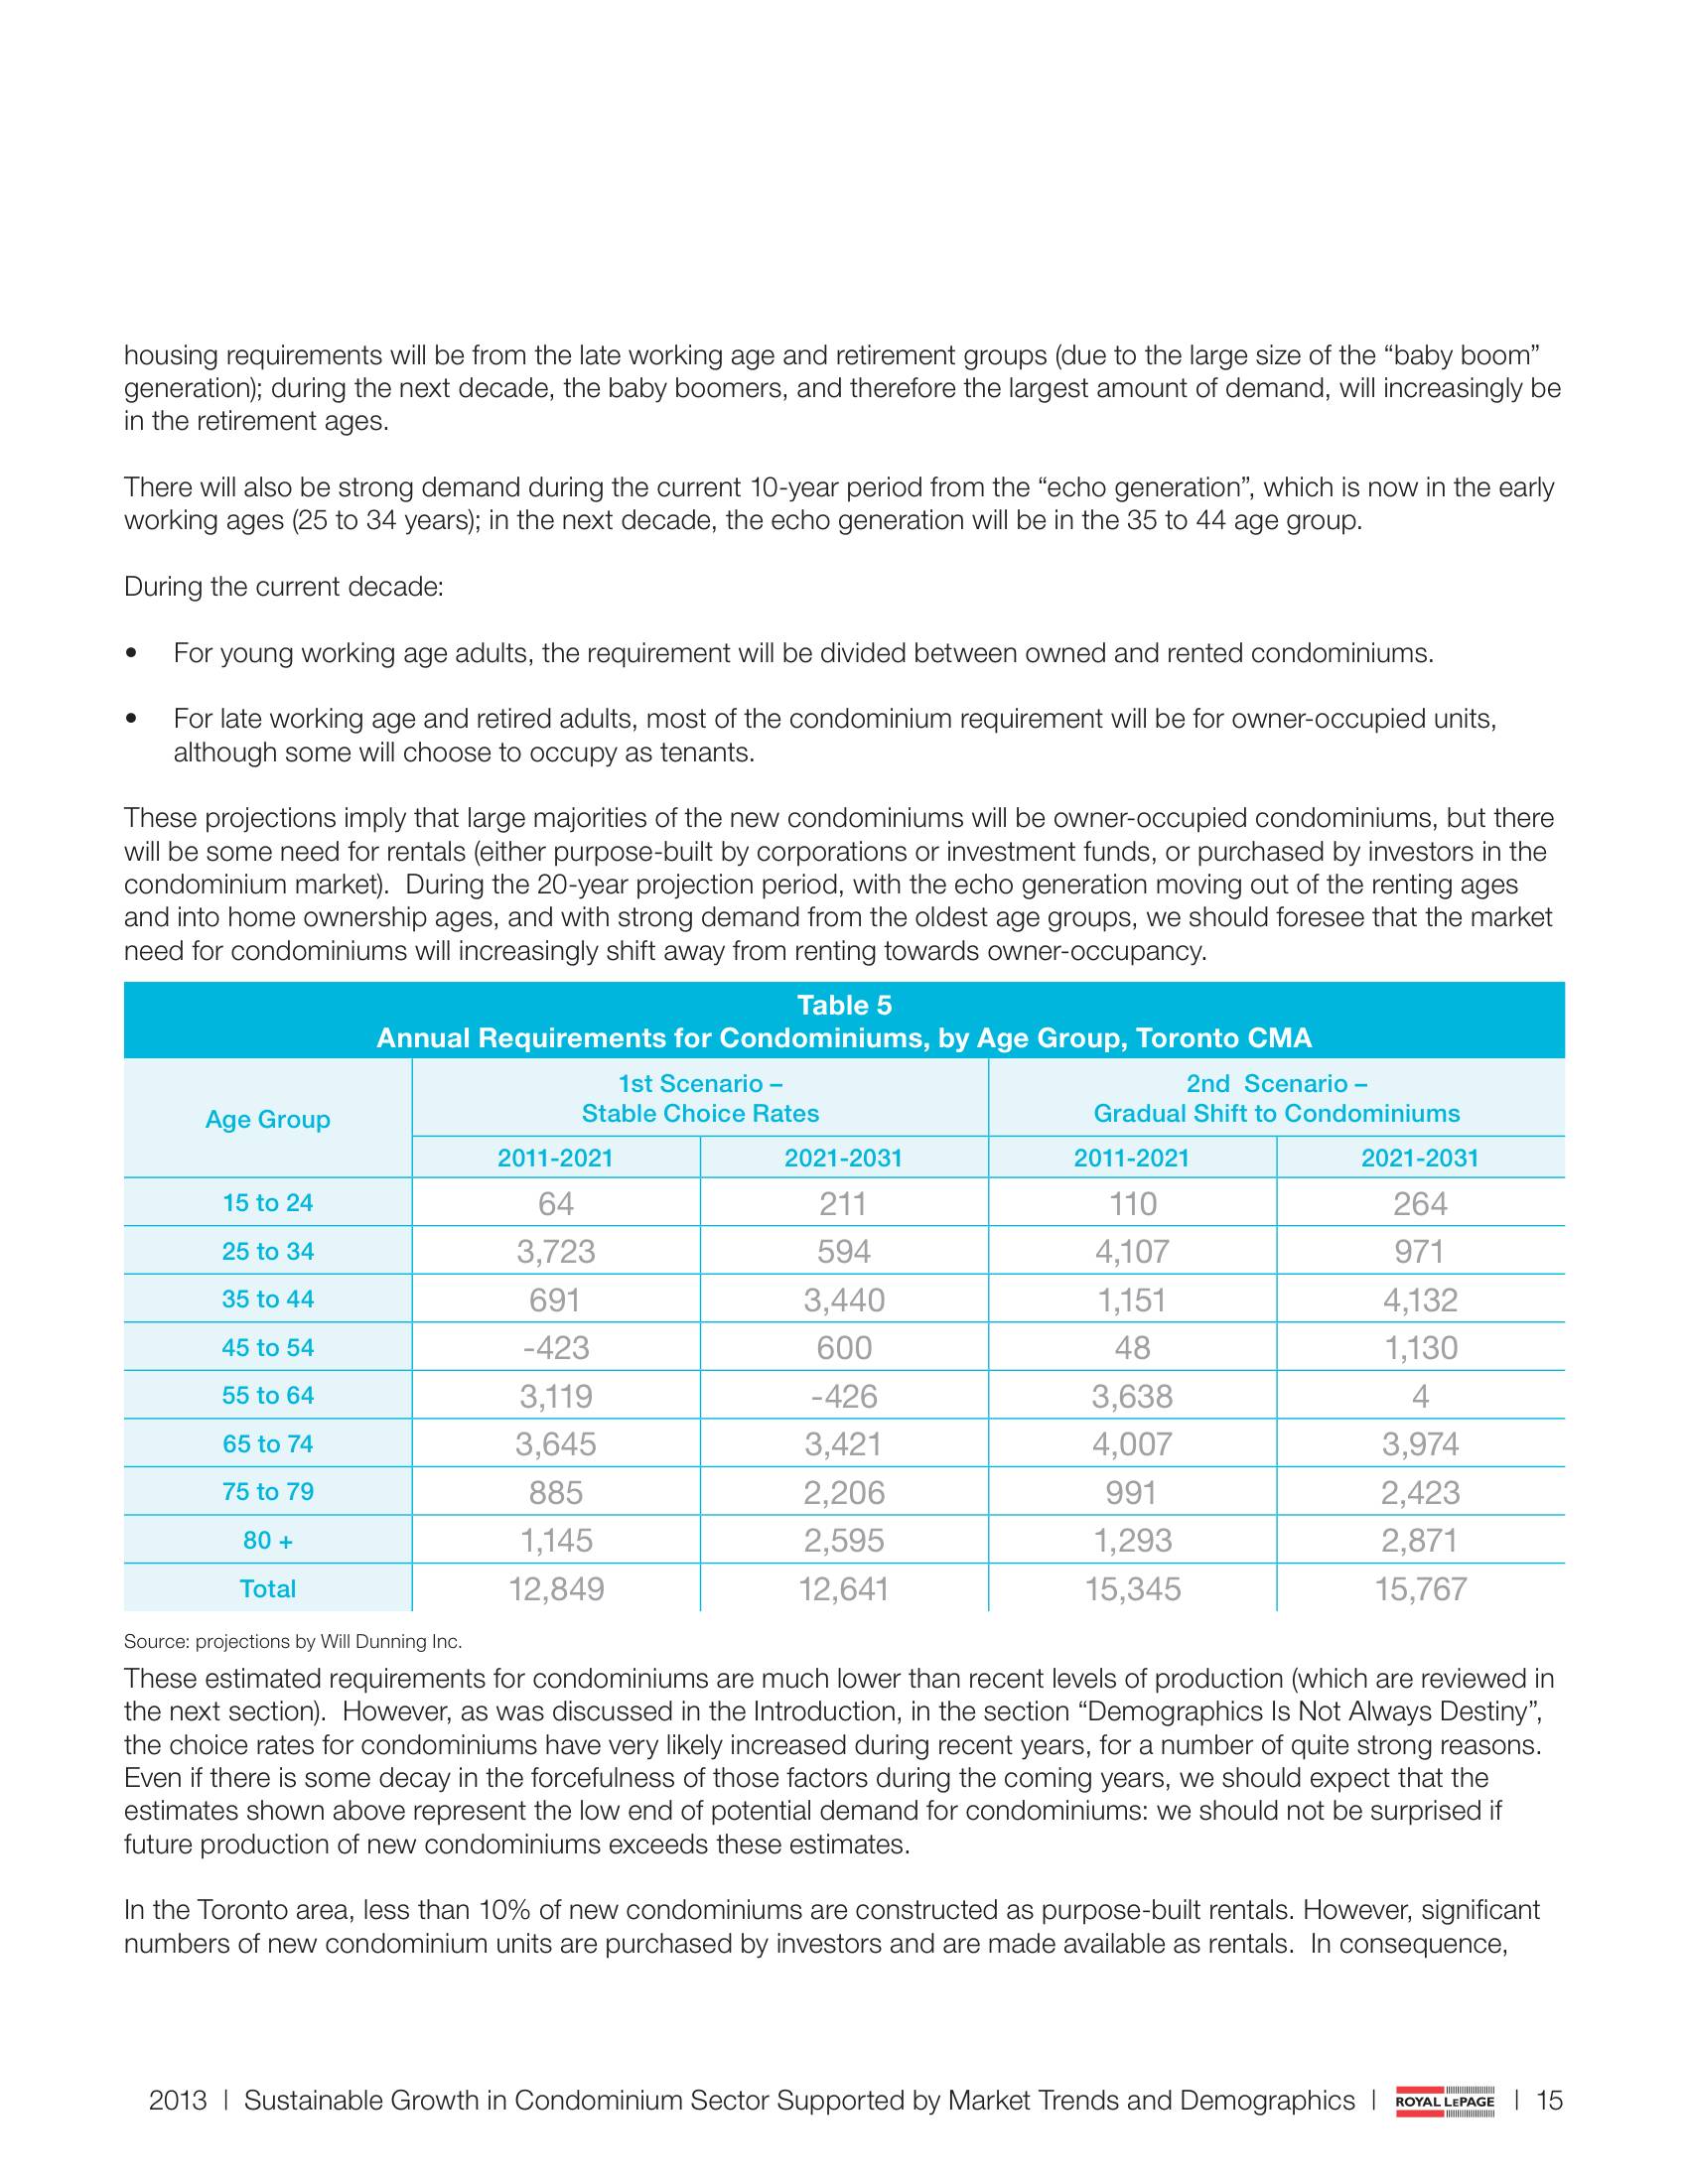 housing requirements will be from the late working age and retirement groups (due to the large size of the “baby boom”
generation); during the next decade, the baby boomers, and therefore the largest amount of demand, will increasingly be
in the retirement ages.
There will also be strong demand during the current 10-year period from the “echo generation”, which is now in the early
working ages (25 to 34 years); in the next decade, the echo generation will be in the 35 to 44 age group.
During the current decade:
• For young working age adults, the requirement will be divided between owned and rented condominiums.
• For late working age and retired adults, most of the condominium requirement will be for owner-occupied units,
although some will choose to occupy as tenants.
These projections imply that large majorities of the new condominiums will be owner-occupied condominiums, but there
will be some need for rentals (either purpose-built by corporations or investment funds, or purchased by investors in the
condominium market).  During the 20-year projection period, with the echo generation moving out of the renting ages
and into home ownership ages, and with strong demand from the oldest age groups, we should foresee that the market
need for condominiums will increasingly shift away from renting towards owner-occupancy.
Table 5
Annual Requirements for Condominiums, by Age Group, Toronto CMA
Age Group
1st Scenario –
Stable Choice Rates
2nd Scenario –
Gradual Shift to Condominiums
2011-2021 2021-2031 2011-2021 2021-2031
15 to 24 64 211 110 264
25 to 34 3,723 594 4,107 971
35 to 44 691 3,440 1,151 4,132
45 to 54 -423 600 48 1,130
55 to 64 3,119 -426 3,638 4
65 to 74 3,645 3,421 4,007 3,974
75 to 79 885 2,206 991 2,423
80 + 1,145 2,595 1,293 2,871
Total 12,849 12,641 15,345 15,767
Source: projections by Will Dunning Inc.
These estimated requirements for condominiums are much lower than recent levels of production (which are reviewed in
the next section).  However, as was discussed in the Introduction, in the section “Demographics Is Not Always Destiny”,
the choice rates for condominiums have very likely increased during recent years, for a number of quite strong reasons.
Even if there is some decay in the forcefulness of those factors during the coming years, we should expect that the
estimates shown above represent the low end of potential demand for condominiums: we should not be surprised if
future production of new condominiums exceeds these estimates.
In the Toronto area, less than 10% of new condominiums are constructed as purpose-built rentals. However, significant
numbers of new condominium units are purchased by investors and are made available as rentals.  In consequence,
2013 | Sustainable Growth in Condominium Sector Supported by Market Trends and Demographics | ROYAL LEPAGE | 15